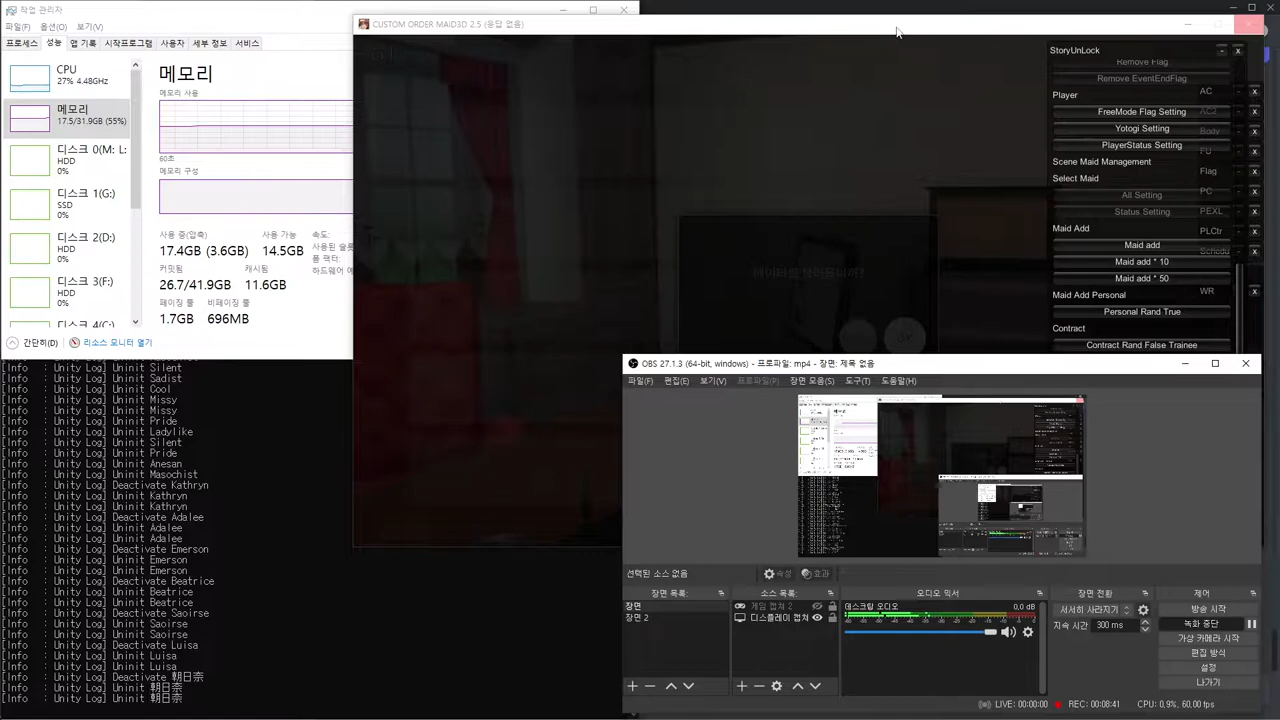 작업 관리자
파일(F) 옵션(O) 보기(V)
프로세스 성능 앱 기록 시작프로그램 사용자 세부 정보 서비스
CPU
27% 4.48GHz
메모리
17.5/31.9GB (55%)
디스크 0(M: L:
HDD
0%
디스크 1(G:)
SSD
0%
디스크 2(D:)
HDD
0%
디스크 3(F:)
HDD
0%
디스크 4(C:)
메모리
메모리 사용
60초
메모리 구성
사용 중(압축)
17.4GB (3.6GB)
사용 가능
14.5GB
속도:
사용된 슬롯
폼 팩터:
하드웨어 예
커밋됨
26.7/41.9GB
캐시됨
11.6GB
페이징 풀
1.7GB
비페이징 풀
696MB
간단히(D) 리소스 모니터 열기
CUSTOM ORDER MAID3D 2.5 (응답 없음)
StoryUnLock - x
Remove Flag
Remove EventEndFlag
Player
FreeMode Flag Setting
Yotogi Setting
PlayerStatus Setting
Scene Maid Management
Select Maid
All Setting
Status Setting
Maid Add
Maid add
Maid add * 10
Maid add * 50
Maid Add Personal
Personal Rand True
Contract
Contract Rand False Trainee
AC
AC2
Body
FU
Flag
PC
PEXL
PLCtr
Schedu
WR
[Info : Unity Log] Uninit Silent
[Info : Unity Log] Uninit Sadist
[Info : Unity Log] Uninit Cool
[Info : Unity Log] Uninit Missy
[Info : Unity Log] Uninit Missy
[Info : Unity Log] Uninit Pride
[Info : Unity Log] Uninit Ladylike
[Info : Unity Log] Uninit Silent
[Info : Unity Log] Uninit Pride
[Info : Unity Log] Uninit Anesan
[Info : Unity Log] Uninit Masochist
[Info : Unity Log] Deactivate Kathryn
[Info : Unity Log] Uninit Kathryn
[Info : Unity Log] Uninit Kathryn
[Info : Unity Log] Deactivate Adalee
[Info : Unity Log] Uninit Adalee
[Info : Unity Log] Uninit Adalee
[Info : Unity Log] Deactivate Emerson
[Info : Unity Log] Uninit Emerson
[Info : Unity Log] Uninit Emerson
[Info : Unity Log] Deactivate Beatrice
[Info : Unity Log] Uninit Beatrice
[Info : Unity Log] Uninit Beatrice
[Info : Unity Log] Deactivate Saoirse
[Info : Unity Log] Uninit Saoirse
[Info : Unity Log] Uninit Saoirse
[Info : Unity Log] Deactivate Luisa
[Info : Unity Log] Uninit Luisa
[Info : Unity Log] Uninit Luisa
[Info : Unity Log] Deactivate 朝日奈
[Info : Unity Log] Uninit 朝日奈
[Info : Unity Log] Uninit 朝日奈
OBS 27.1.3 (64-bit, windows) - 프로파일: mp4 - 장면: 제목 없음
파일(F) 편집(E) 보기(V) 프로파일(P) 장면 모음(S) 도구(T) 도움말(H)
선택된 소스 없음 속성 효과
장면 목록:
장면
장면 2
소스 목록:
게임 캡쳐 2
디스플레이 캡쳐
오디오 믹서
데스크탑 오디오 0.0 dB
장면 전환
서서히 사라지기
지속 시간 300 ms
제어
방송 시작
녹화 중단
가상 카메라 시작
편집 방식
설정
나가기
LIVE: 00:00:00 REC: 00:08:41 CPU: 0.9%, 60.00 fps